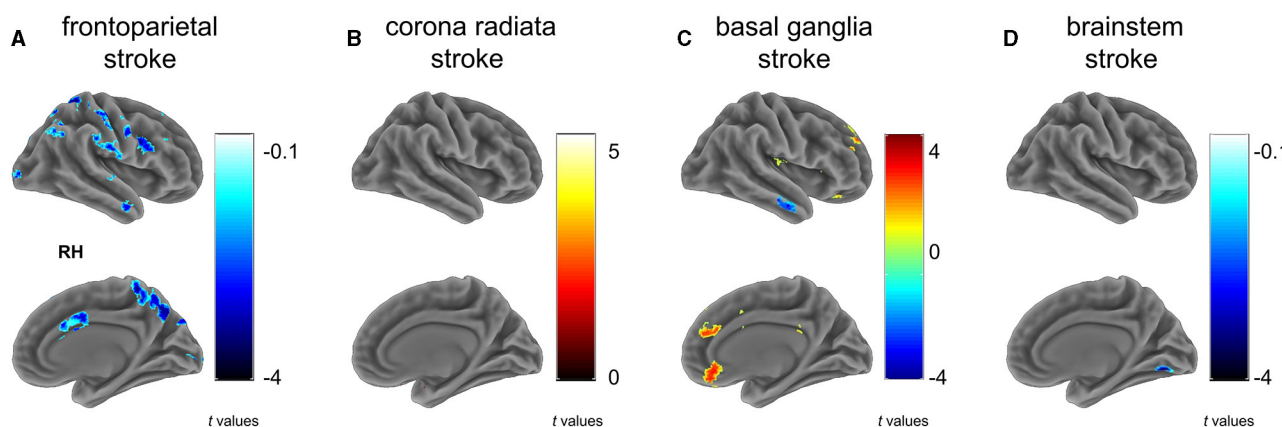 A
frontoparietal
stroke
-0.1
RH
-4
t values
B
corona radiata
stroke
5
0
t values
C
basal ganglia
stroke
4
0
-4
t values
D
brainstem
stroke
-0.1
-4
t values